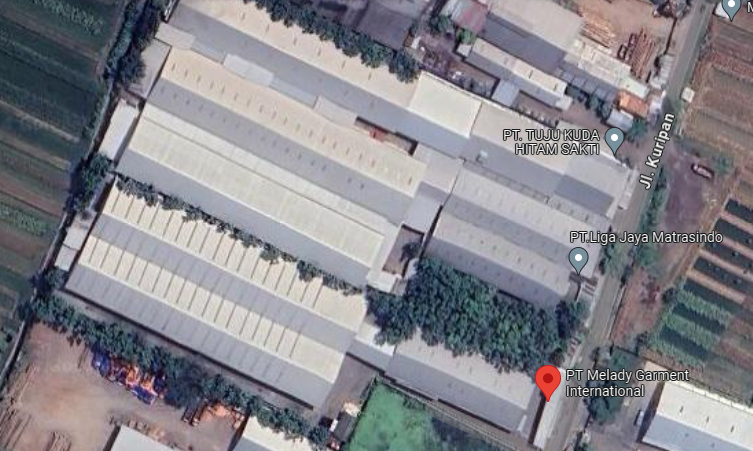 M
PT. TUJU KUDA
HITAM SAKTI
Jl. Kuripan
PT Liga Jaya Matrasindo
PT Melady Garment
International